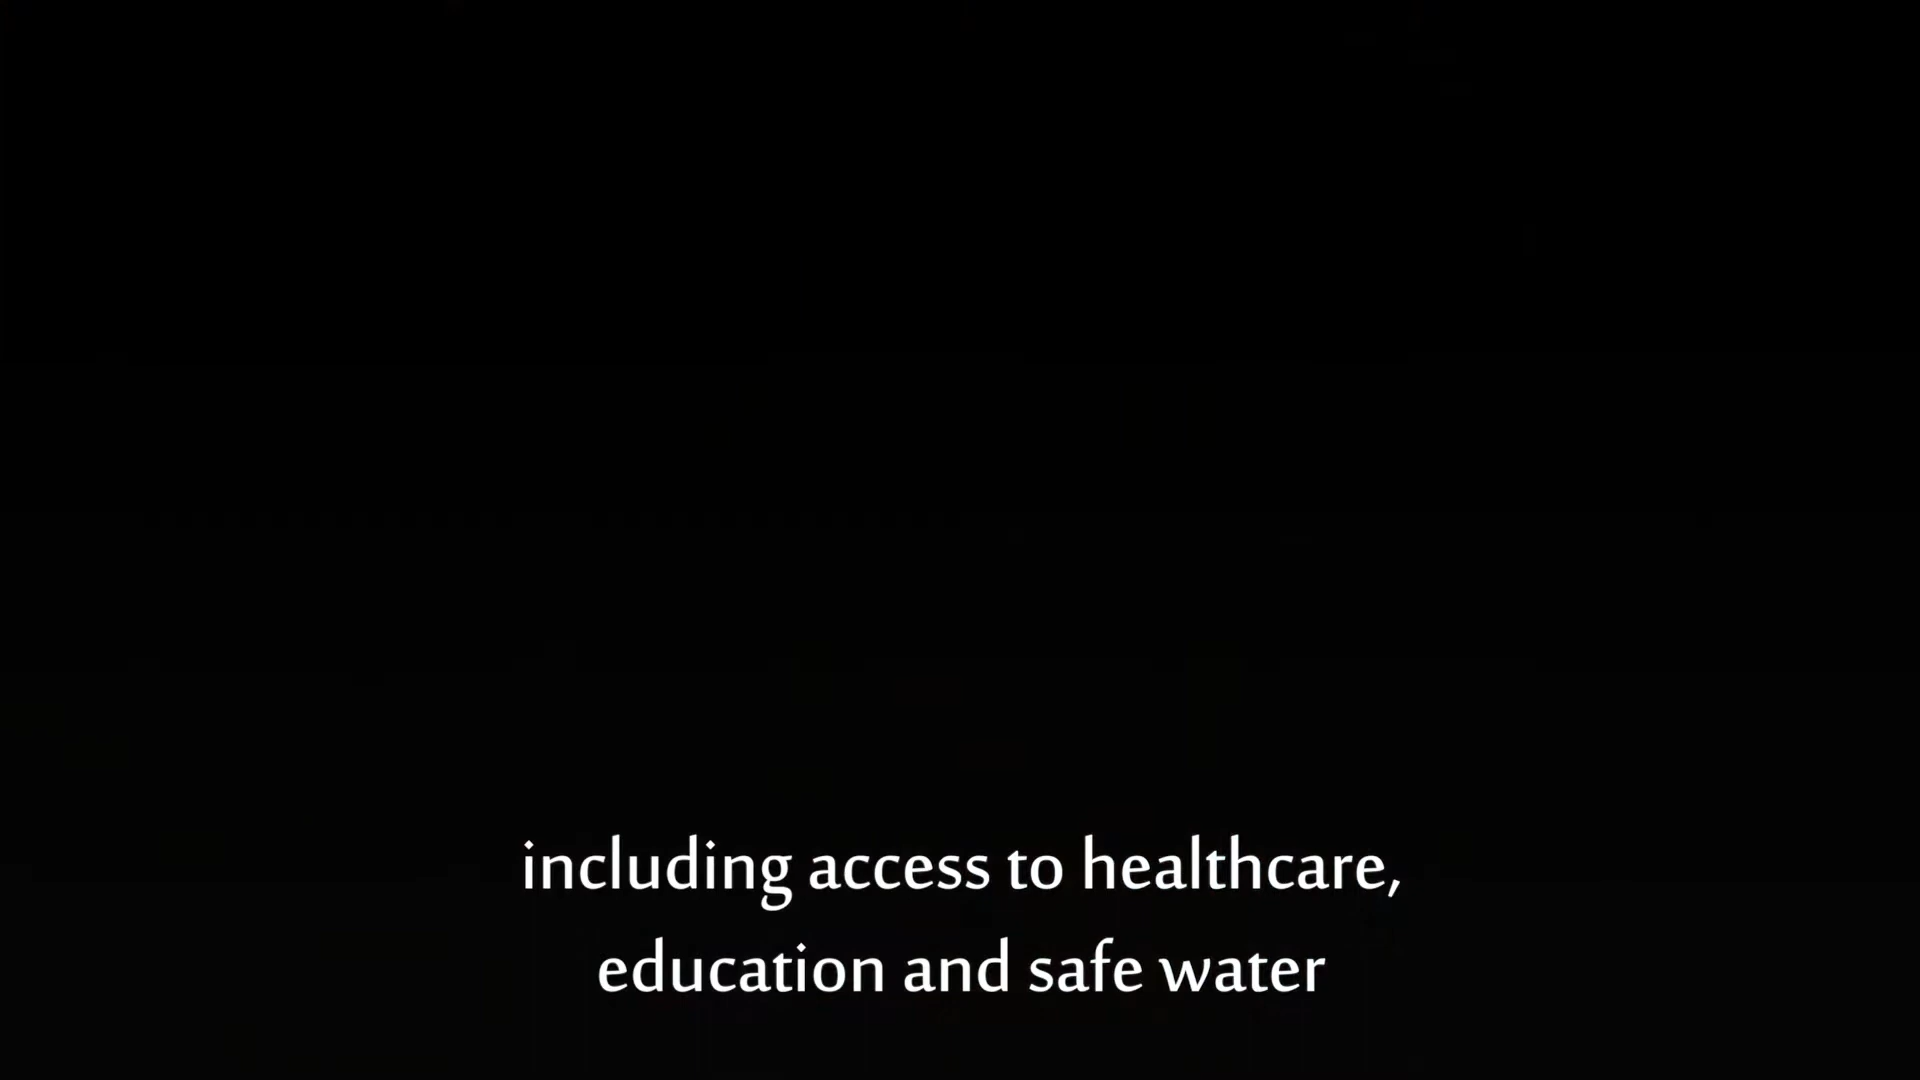 including access to healthcare,
education and safe water